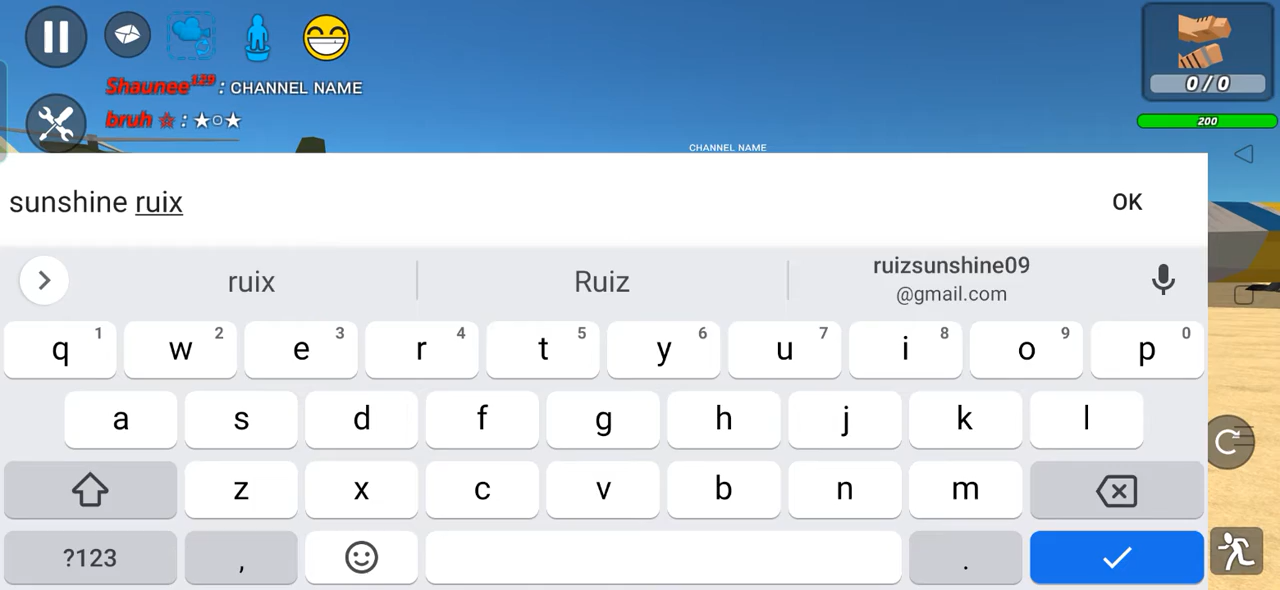 Shaunee129 : CHANNEL NAME
bruh ☆ : ★○★
0 / 0
200
CHANNEL NAME
sunshine ruix
OK
ruix Ruiz ruizsunshine09
@gmail.com
q 1 w 2 e 3 r 4 t 5 y 6 u 7 i 8 o 9 p 0
a s d f g h j k l
z x c v b n m
?123 , .